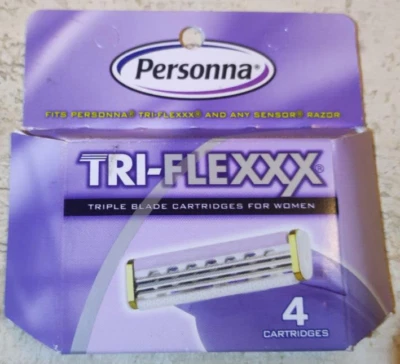 Personna®
FITS PERSONNA® TRI-FLEXXX® AND ANY SENSOR® RAZOR
TRI-FLEXXX®
TRIPLE BLADE CARTRIDGES FOR WOMEN
4
CARTRIDGES